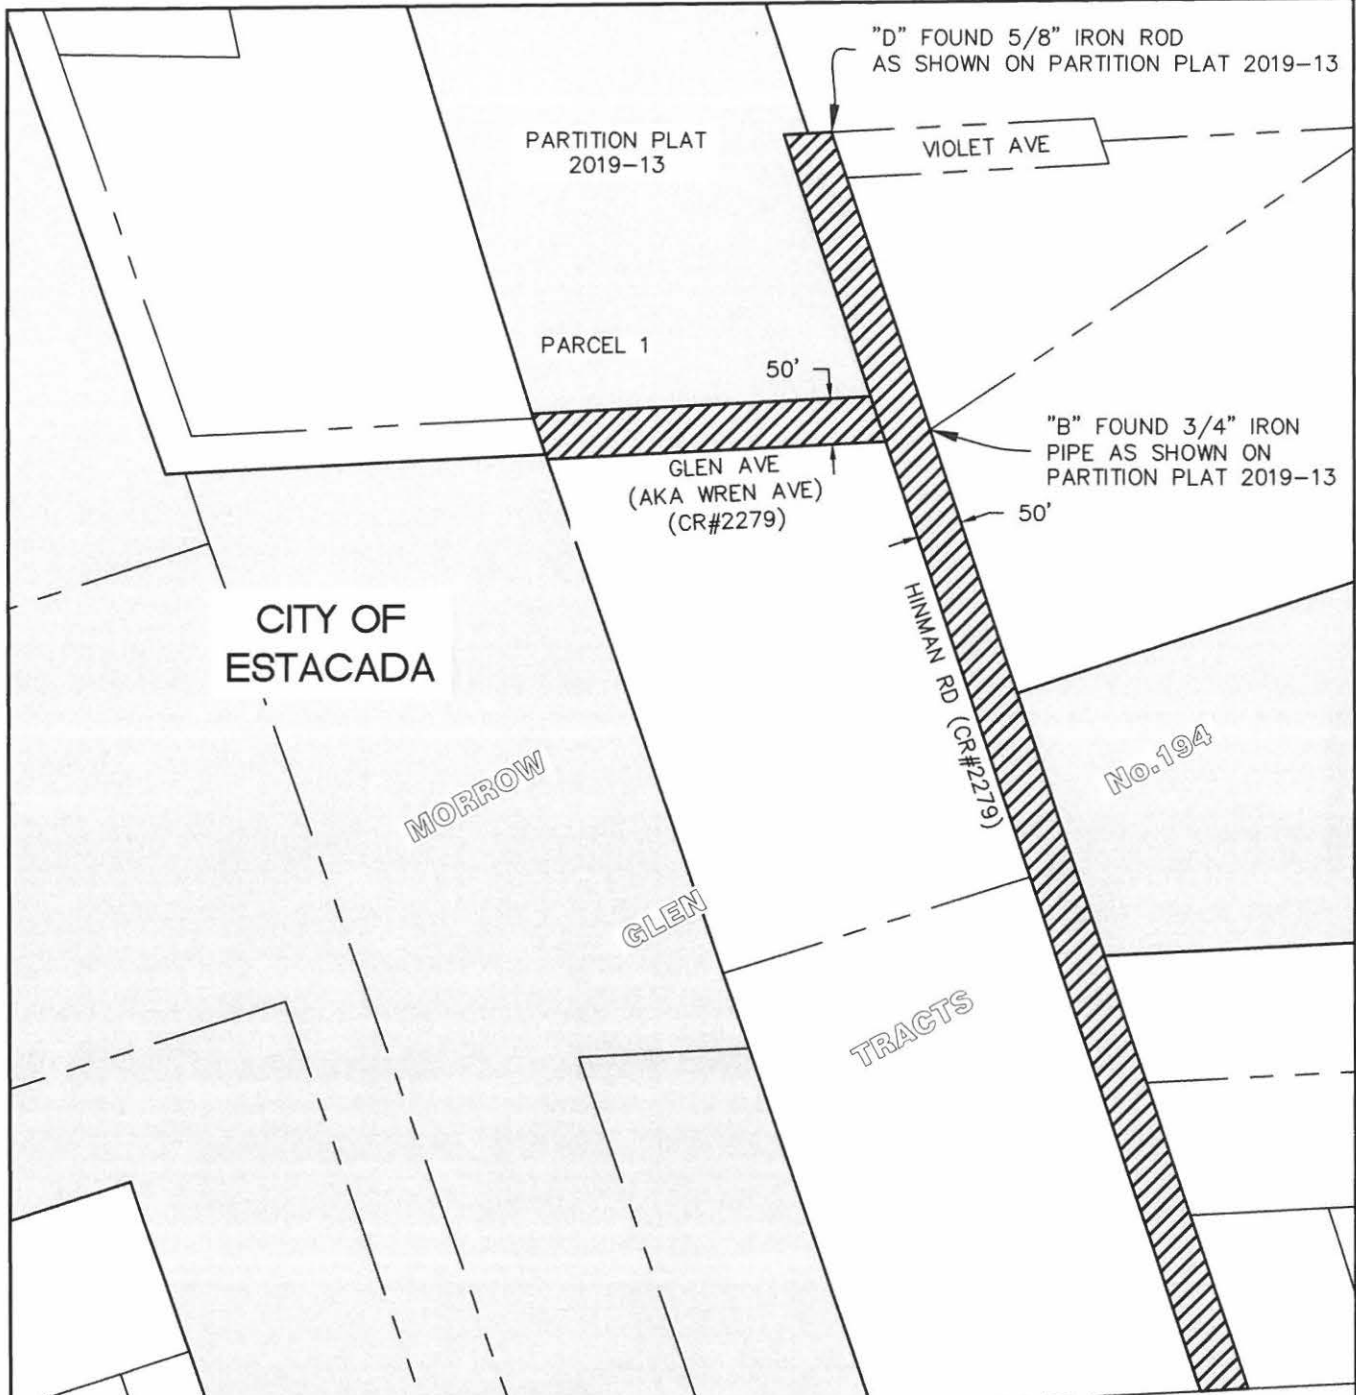 "D" FOUND 5/8" IRON ROD
AS SHOWN ON PARTITION PLAT 2019-13
PARTITION PLAT
2019-13
VIOLET AVE
PARCEL 1
50'
"B" FOUND 3/4" IRON
PIPE AS SHOWN ON
PARTITION PLAT 2019-13
GLEN AVE
(AKA WREN AVE)
(CR#2279)
50'
CITY OF
ESTACADA
HINMAN RD (CR#2279)
No.194
MORROW
GLEN
TRACTS